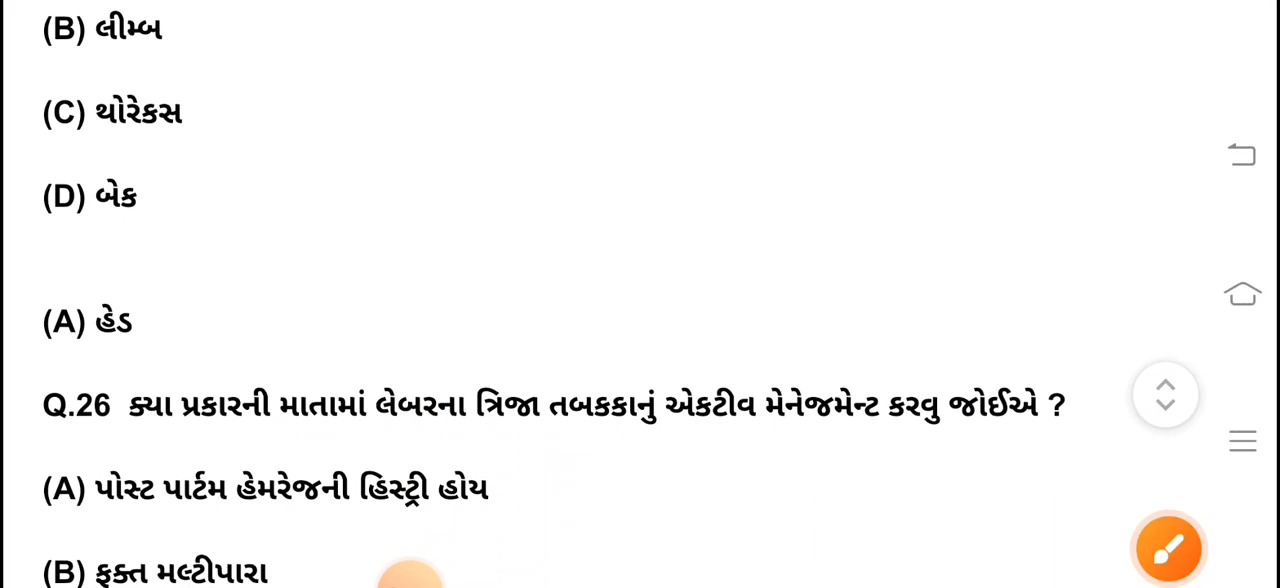 (B) લીમ્બ
(C) થોરેકસ
(D) બેક
(A) હેડ
Q.26 ક્યા પ્રકારની માતામાં લેબરના ત્રિજા તબકકાનું એકટીવ મેનેજમેન્ટ કરવુ જોઈએ ?
(A) પોસ્ટ પાર્ટમ હેમરેજની હિસ્ટ્રી હોય
(B) ફક્ત મલ્ટીપારા